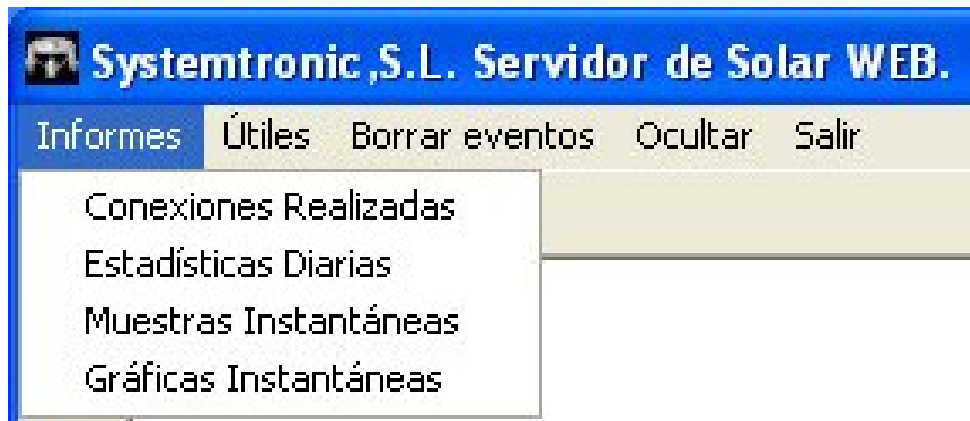 Systemtronic,S.L. Servidor de Solar WEB.
Informes Útiles Borrar eventos Ocultar Salir
Conexiones Realizadas
Estadísticas Diarias
Muestras Instantáneas
Gráficas Instantáneas